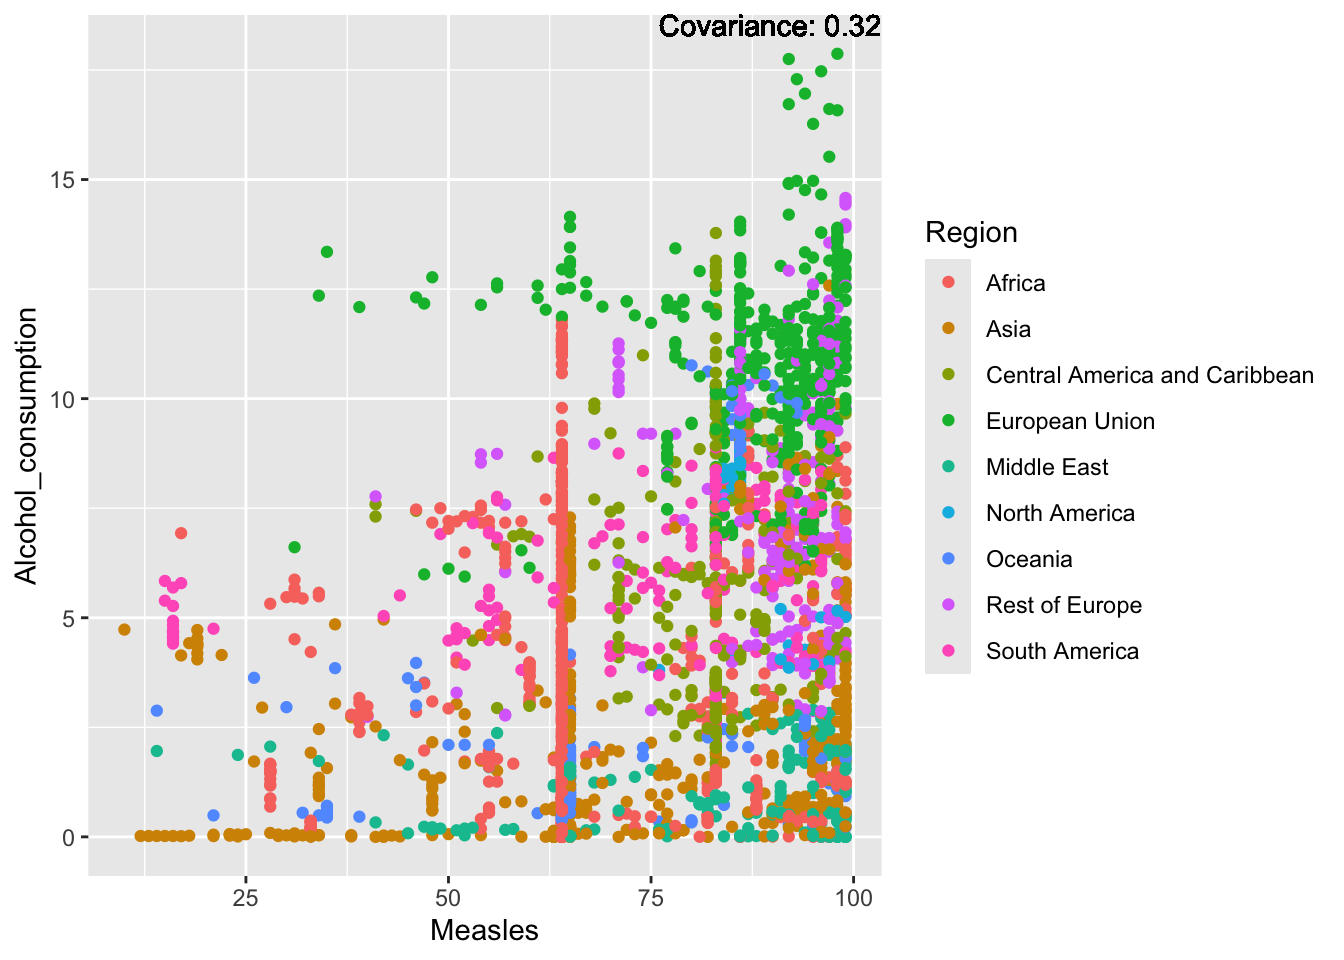 Covariance: 0.32
15
10
5
0
Alcohol_consumption
25
50
75
100
Measles
Region
Africa
Asia
Central America and Caribbean
European Union
Middle East
North America
Oceania
Rest of Europe
South America